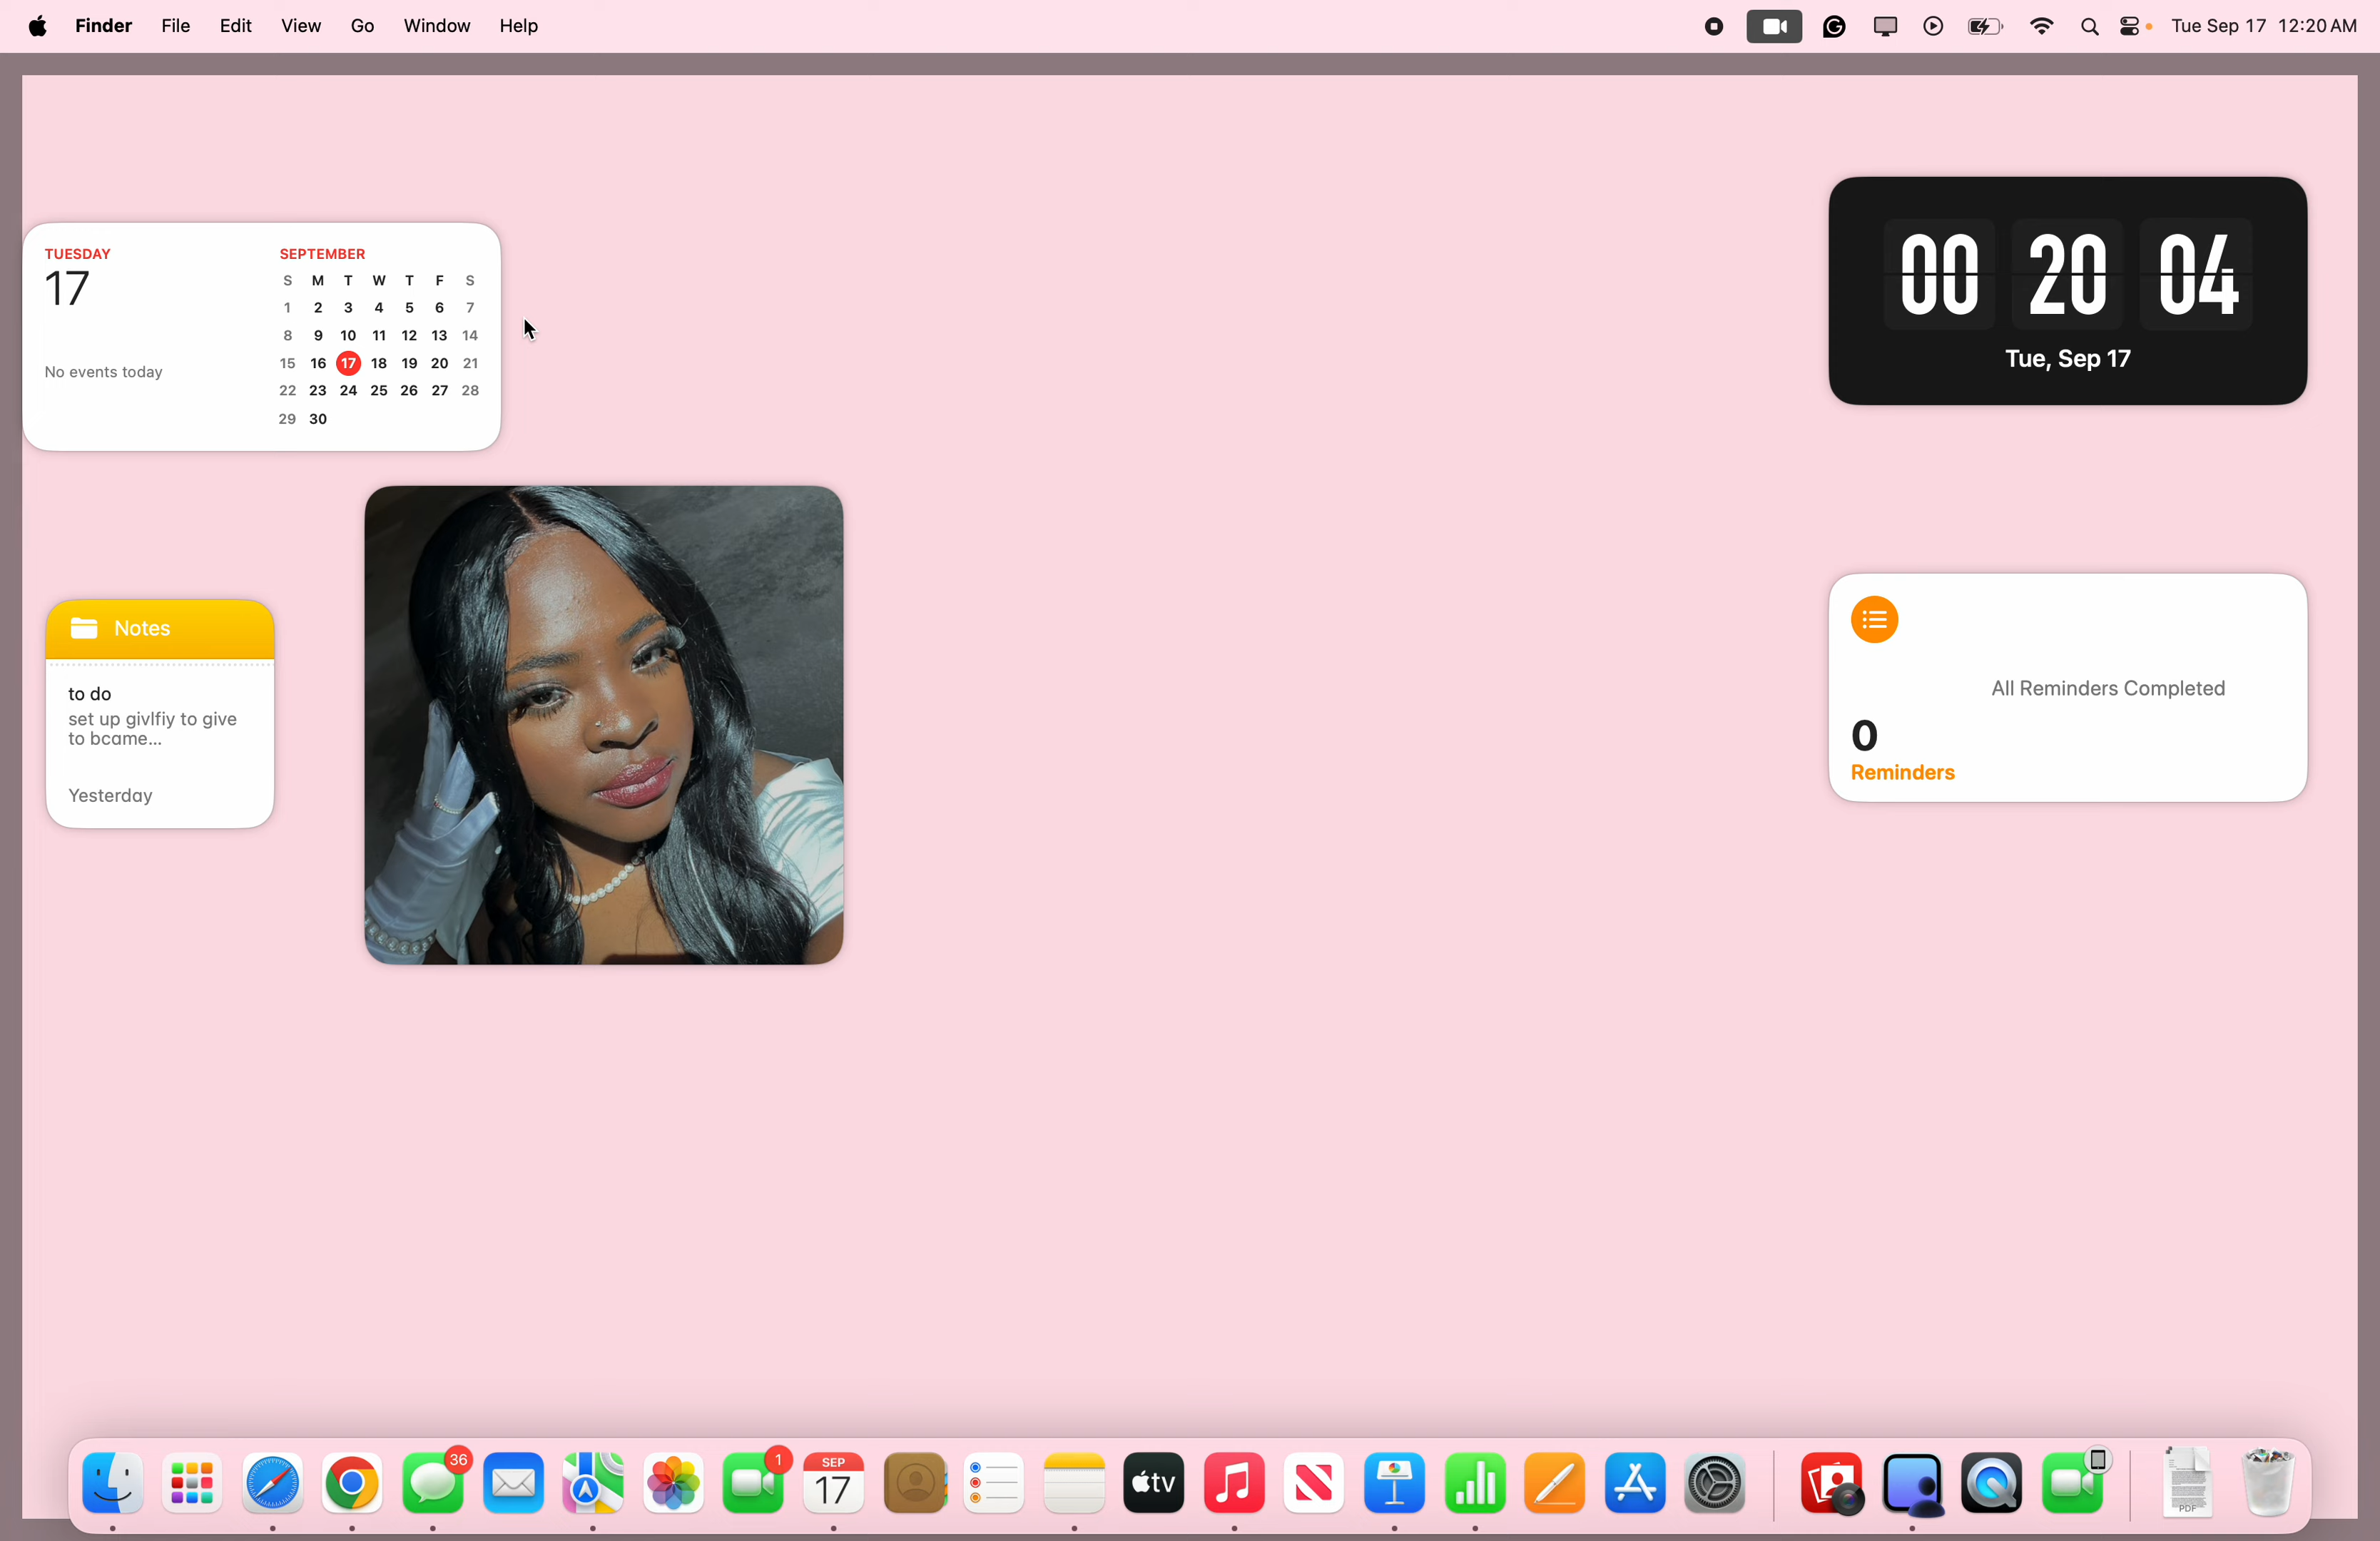 Finder File Edit View Go Window Help
Tue Sep 17 12:20 AM
TUESDAY
17
No events today
SEPTEMBER
S M T W T F S
1 2 3 4 5 6 7
8 9 10 11 12 13 14
15 16 17 18 19 20 21
22 23 24 25 26 27 28
29 30
00 20 04
Tue, Sep 17
Notes
to do
set up givlfiy to give
to bcame...
Yesterday
All Reminders Completed
0
Reminders
36
1
SEP
17
tv
PDF